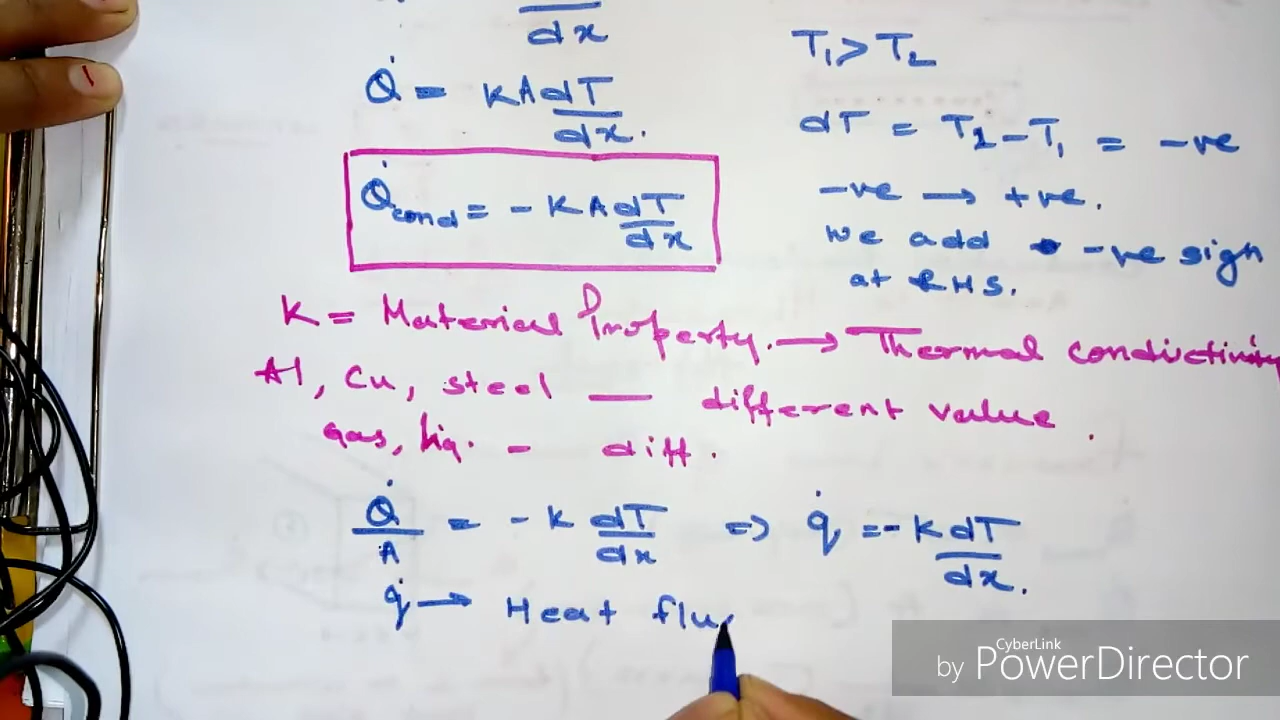 dx
T₁ > T₂
Q̇ = KA dT/dx.
dT = T₂ - T₁ = -ve
Q̇cond = - KA dT/dx
-ve → +ve.
we add -ve sign
at RHS.
K = Material Property. → Thermal conductivity
Al, Cu, steel — different value.
gas, liq. - diff.
Q̇/A = - K dT/dx ⇒ q̇ = - K dT/dx.
q̇ → Heat flu
CyberLink
by PowerDirector